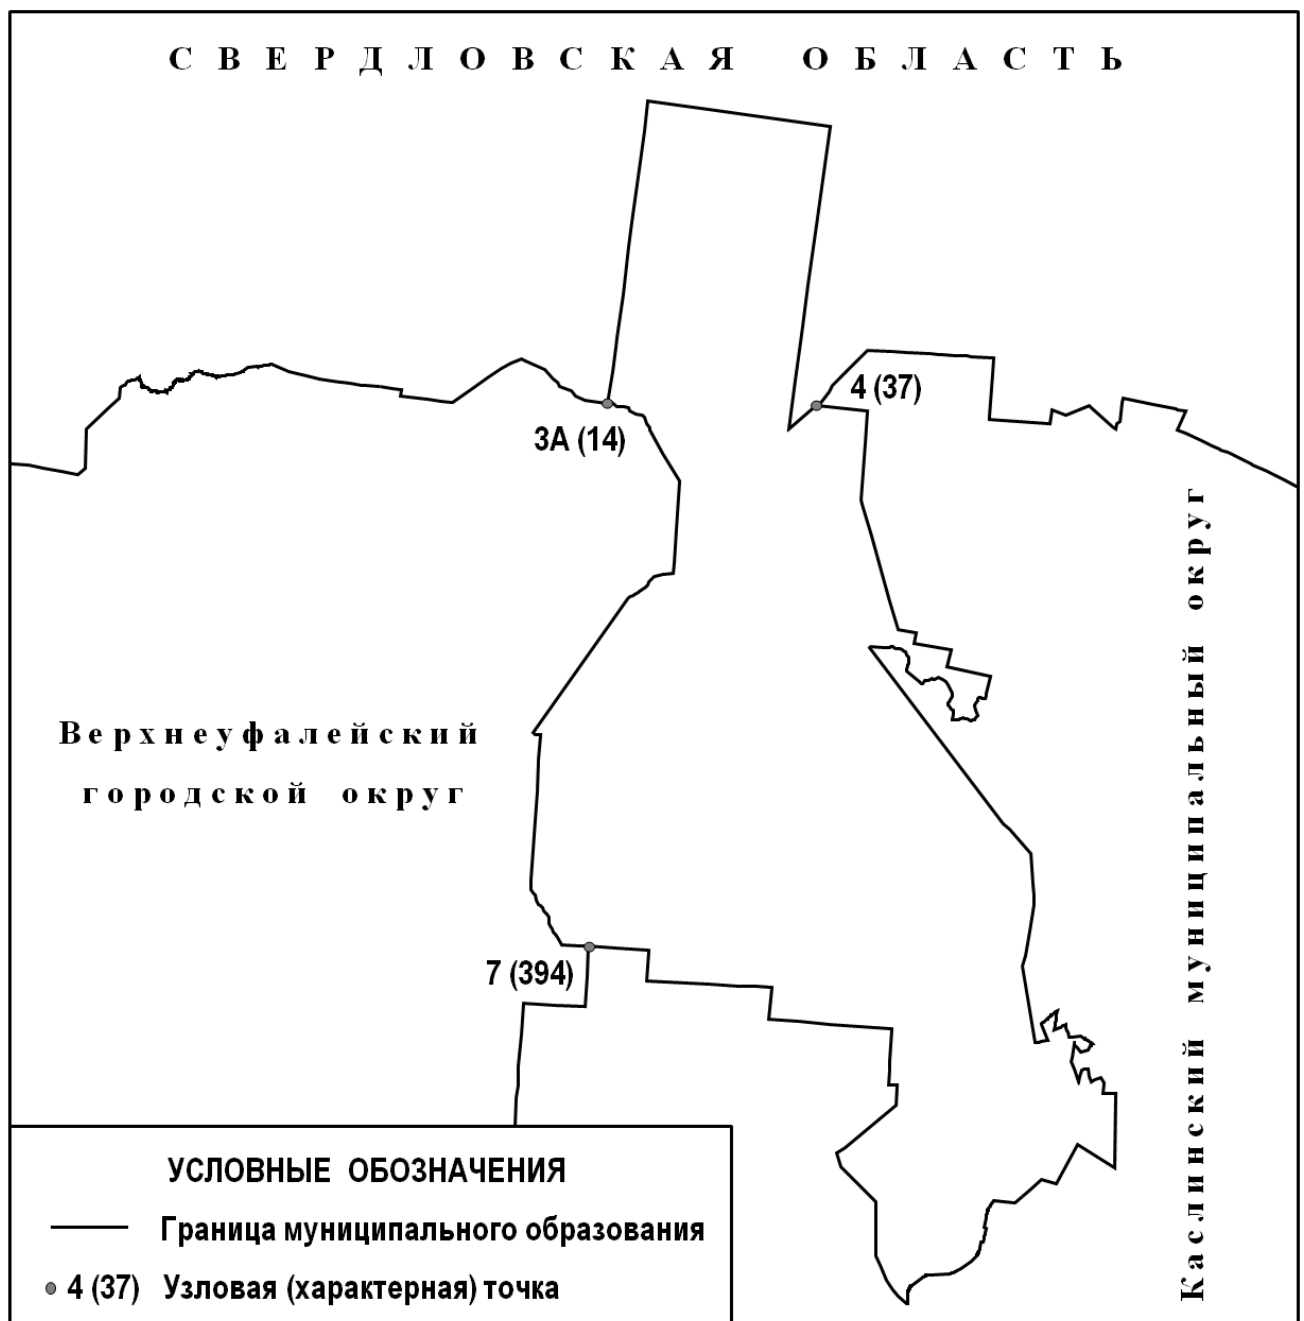 СВЕРДЛОВСКАЯ ОБЛАСТЬ
4 (37)
3А (14)
Каслинский муниципальный округ
Верхнеуфалейский
городской округ
7 (394)
УСЛОВНЫЕ ОБОЗНАЧЕНИЯ
Граница муниципального образования
4 (37) Узловая (характерная) точка